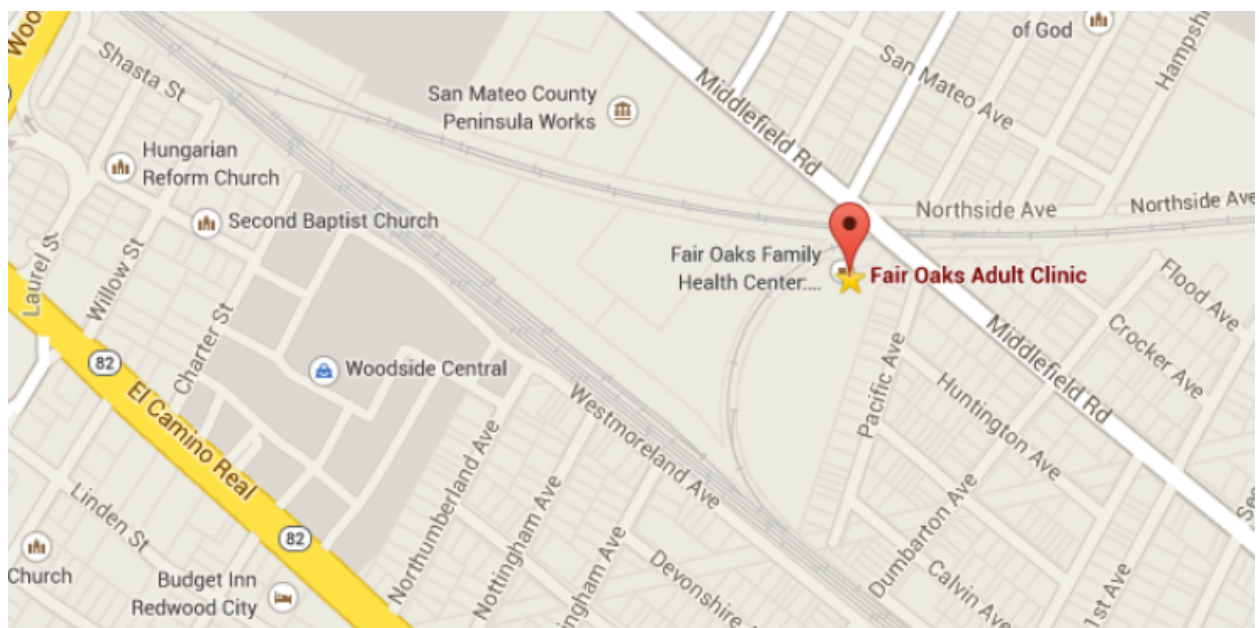 Woo
Shasta St
Hungarian
Reform Church
Second Baptist Church
San Mateo County
Peninsula Works
Middlefield Rd
of God
San Mateo Ave
Hampshi
Northside Ave
Northside Ave
Fair Oaks Family
Health Center:...
Fair Oaks Adult Clinic
Laurel St
Willow St
Charter St
82
El Camino Real
82
Woodside Central
Westmoreland Ave
Pacific Ave
Huntington Ave
Middlefield Rd
Flood Ave
Crocker Ave
Linden St
Church
Budget Inn
Redwood City
Northumberland Ave
Nottingham Ave
ingham Ave
Devonshire A
Dumbarton Ave
Calvin Ave
1st Ave